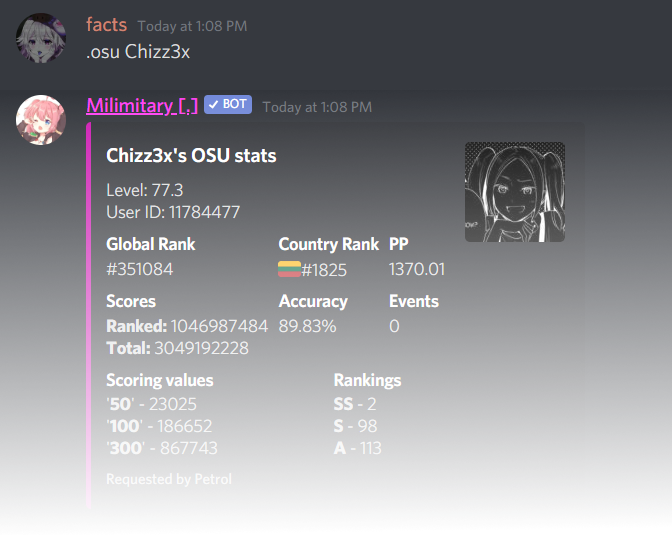 facts Today at 1:08 PM
.osu Chizz3x
Milimitary [,] BOT Today at 1:08 PM
Chizz3x's OSU stats
Level: 77.3
User ID: 11784477
Global Rank Country Rank PP
#351084 #1825 1370.01
Scores Accuracy Events
Ranked: 1046987484 89.83% 0
Total: 3049192228
Scoring values Rankings
'50' - 23025 SS - 2
'100' - 186652 S - 98
'300' - 867743 A - 113
Requested by Petrol